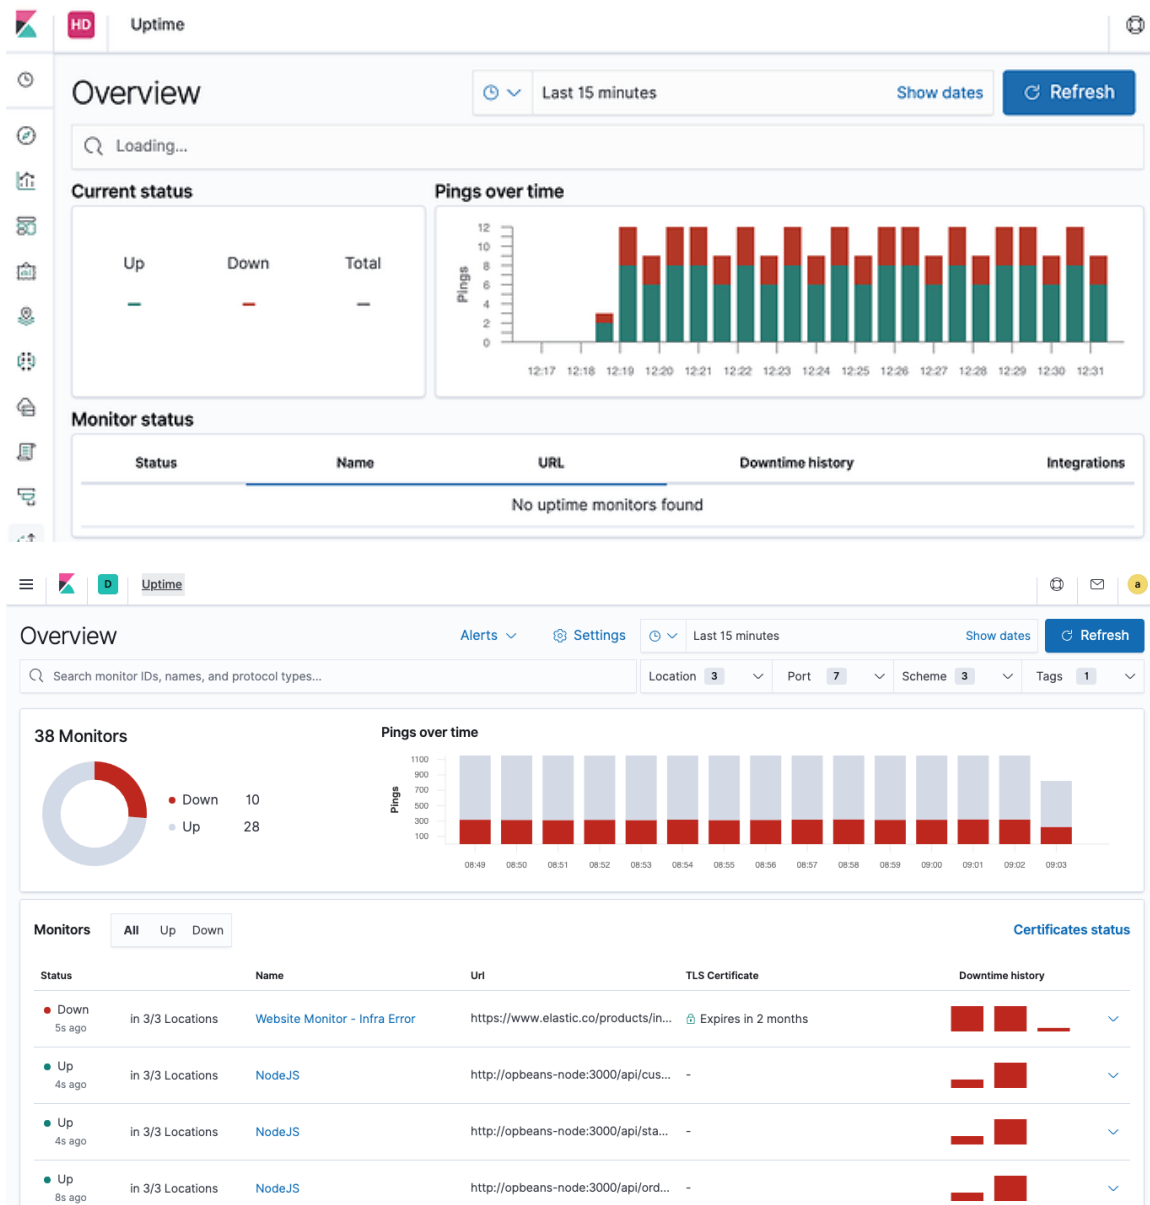 HD Uptime
Overview Last 15 minutes Show dates Refresh
Loading...
Current status
Up Down Total
– – –
Pings over time
Pings
12
10
8
6
4
2
0
12:17 12:18 12:19 12:20 12:21 12:22 12:23 12:24 12:25 12:26 12:27 12:28 12:29 12:30 12:31
Monitor status
Status Name URL Downtime history Integrations
No uptime monitors found
D Uptime a
Overview Alerts Settings Last 15 minutes Show dates Refresh
Search monitor IDs, names, and protocol types... Location 3 Port 7 Scheme 3 Tags 1
38 Monitors
Down 10
Up 28
Pings over time
Pings
1100
900
700
500
300
100
08:49 08:50 08:51 08:52 08:53 08:54 08:55 08:56 08:57 08:58 08:59 09:00 09:01 09:02 09:03
Monitors All Up Down Certificates status
Status Name Url TLS Certificate Downtime history
Down
5s ago
in 3/3 Locations Website Monitor - Infra Error https://www.elastic.co/products/in... Expires in 2 months
Up
4s ago
in 3/3 Locations NodeJS http://opbeans-node:3000/api/cus... -
Up
4s ago
in 3/3 Locations NodeJS http://opbeans-node:3000/api/sta... -
Up
8s ago
in 3/3 Locations NodeJS http://opbeans-node:3000/api/ord... -